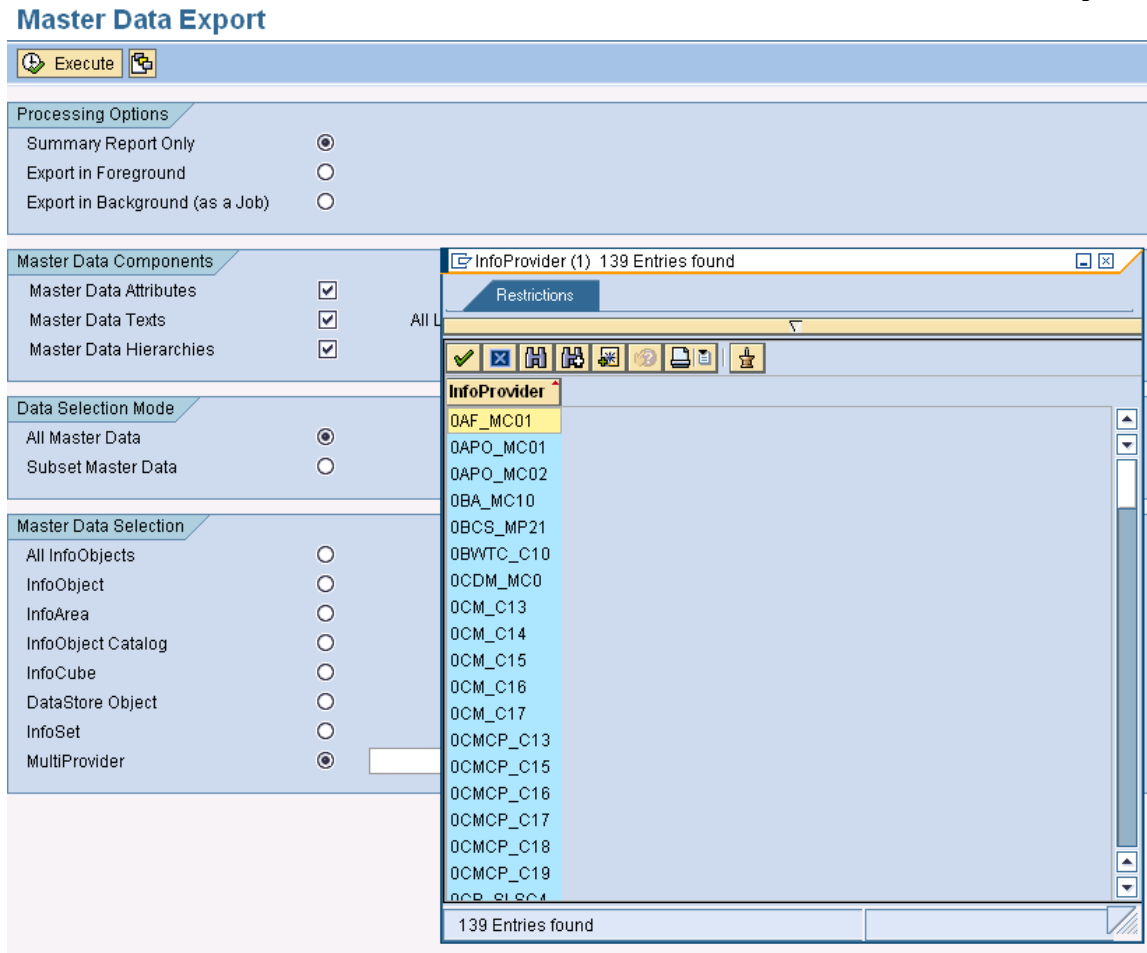 Master Data Export
Execute
Processing Options
Summary Report Only
Export in Foreground
Export in Background (as a Job)
Master Data Components
Master Data Attributes
Master Data Texts All L
Master Data Hierarchies
Data Selection Mode
All Master Data
Subset Master Data
Master Data Selection
All InfoObjects
InfoObject
InfoArea
InfoObject Catalog
InfoCube
DataStore Object
InfoSet
MultiProvider
InfoProvider (1) 139 Entries found
Restrictions
InfoProvider
0AF_MC01
0APO_MC01
0APO_MC02
0BA_MC10
0BCS_MP21
0BWTC_C10
0CDM_MC0
0CM_C13
0CM_C14
0CM_C15
0CM_C16
0CM_C17
0CMCP_C13
0CMCP_C15
0CMCP_C16
0CMCP_C17
0CMCP_C18
0CMCP_C19
139 Entries found